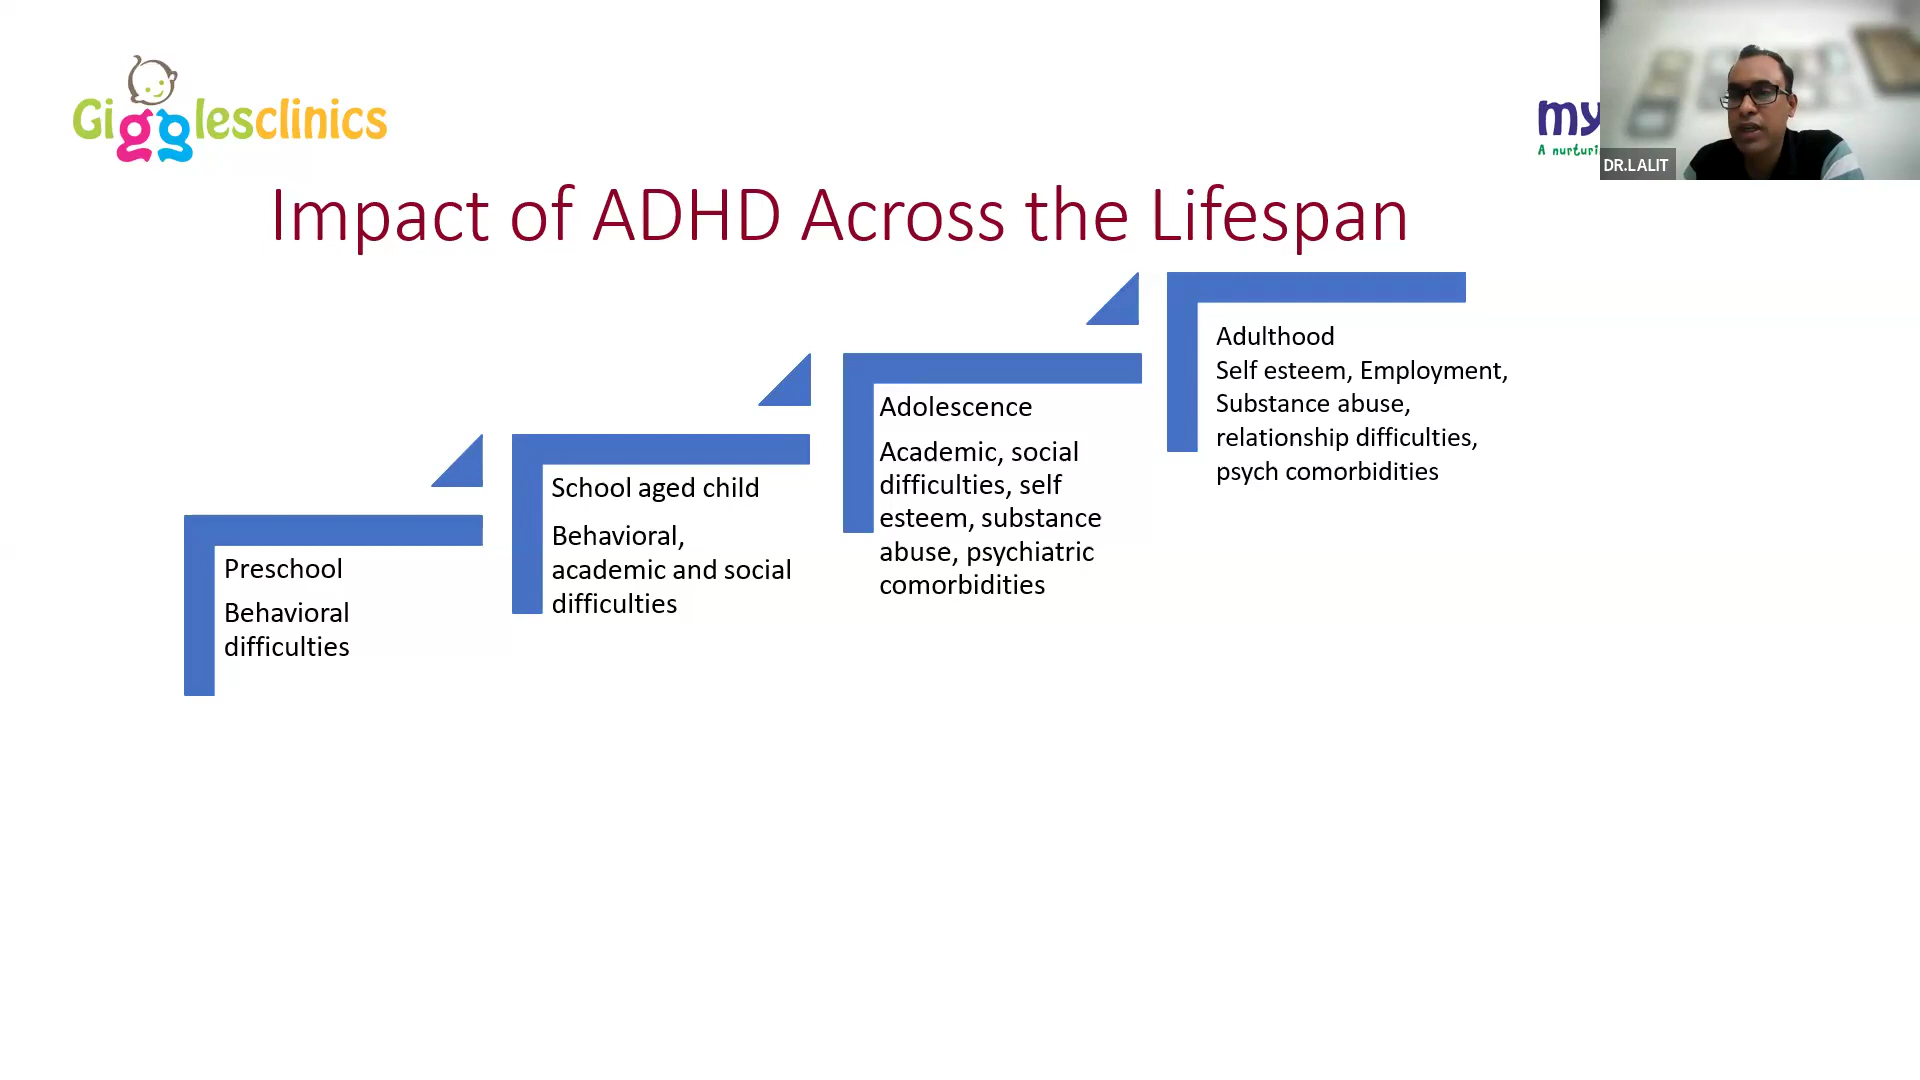 Gigglesclinics
my
A nurturi
DR.LALIT
Impact of ADHD Across the Lifespan
Preschool
Behavioral
difficulties
School aged child
Behavioral,
academic and social
difficulties
Adolescence
Academic, social
difficulties, self
esteem, substance
abuse, psychiatric
comorbidities
Adulthood
Self esteem, Employment,
Substance abuse,
relationship difficulties,
psych comorbidities